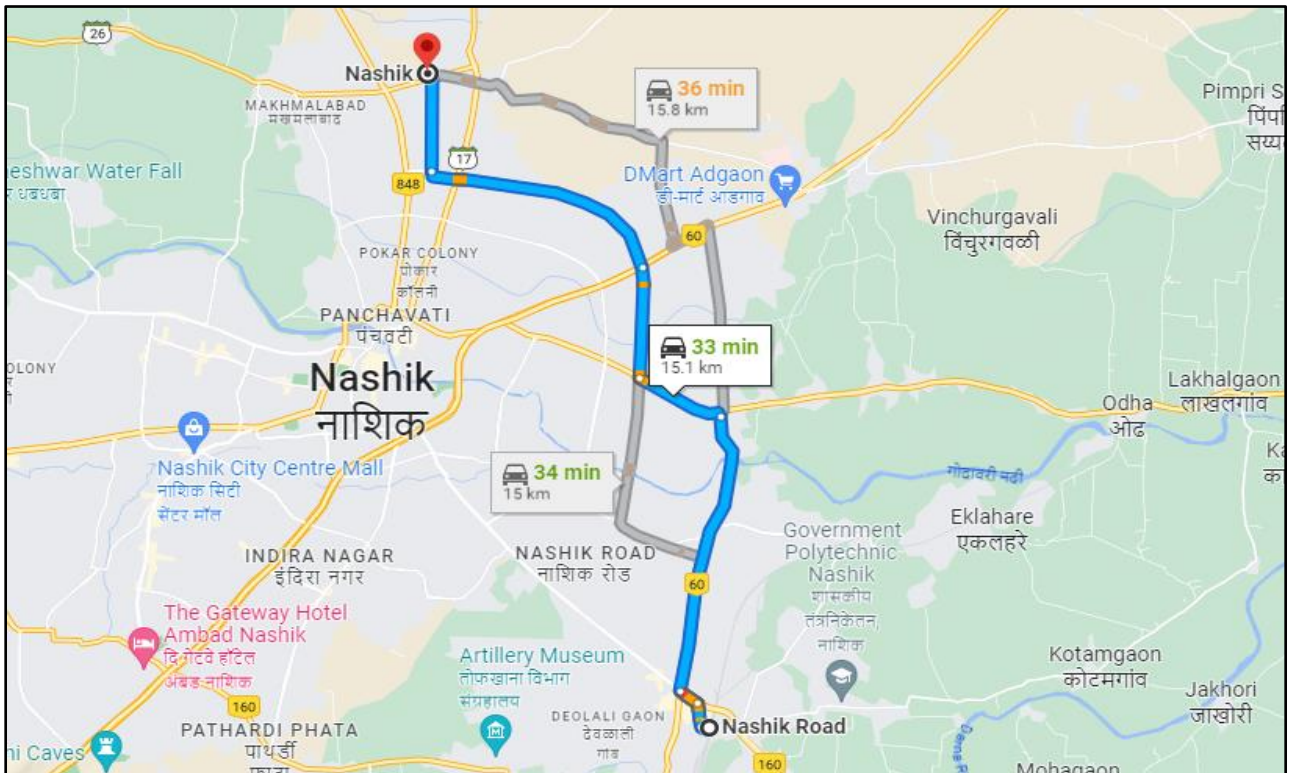 26
Nashik
MAKHMALABAD
मखमलाबाद
36 min
15.8 km
Pimpri S
eshwar Water Fall
धबधबा
848
17
DMart Adgaon
डी-मार्ट आडगाव
60
Vinchurgavali
विंचुरगवळी
POKAR COLONY
पोकार
कॉलनी
PANCHAVATI
पंचवटी
33 min
15.1 km
OLONY
Nashik
नाशिक
Lakhalgaon
लाखलगांव
Odha
ओढ
Nashik City Centre Mall
नाशिक सिटी
सेंटर मॉल
34 min
15 km
गोदावरी नदी
Ka
का
Eklahare
एकलहरे
Government
Polytechnic
Nashik
शासकीय
तंत्रनिकेतन,
नाशिक
INDIRA NAGAR
इंदिरा नगर
NASHIK ROAD
नाशिक रोड
60
The Gateway Hotel
Ambad Nashik
दि गेटवे हॉटेल
अंबड नाशिक
Artillery Museum
तोफखाना विभाग
संग्रहालय
Kotamgaon
कोटमगांव
Jakhori
जाखोरी
160
DEOLALI GAON
देवळाली
गांव
Nashik Road
PATHARDI PHATA
पाथर्डी
ni Caves
160
Mohagaon